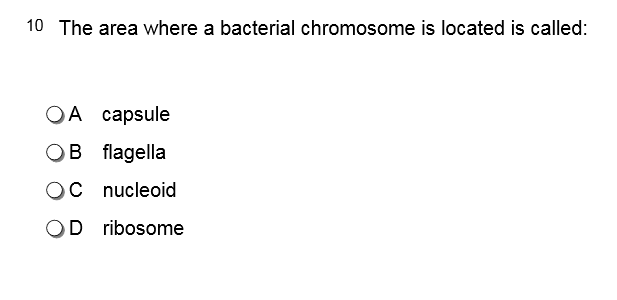 10 The area where a bacterial chromosome is located is called:
A capsule
B flagella
C nucleoid
D ribosome